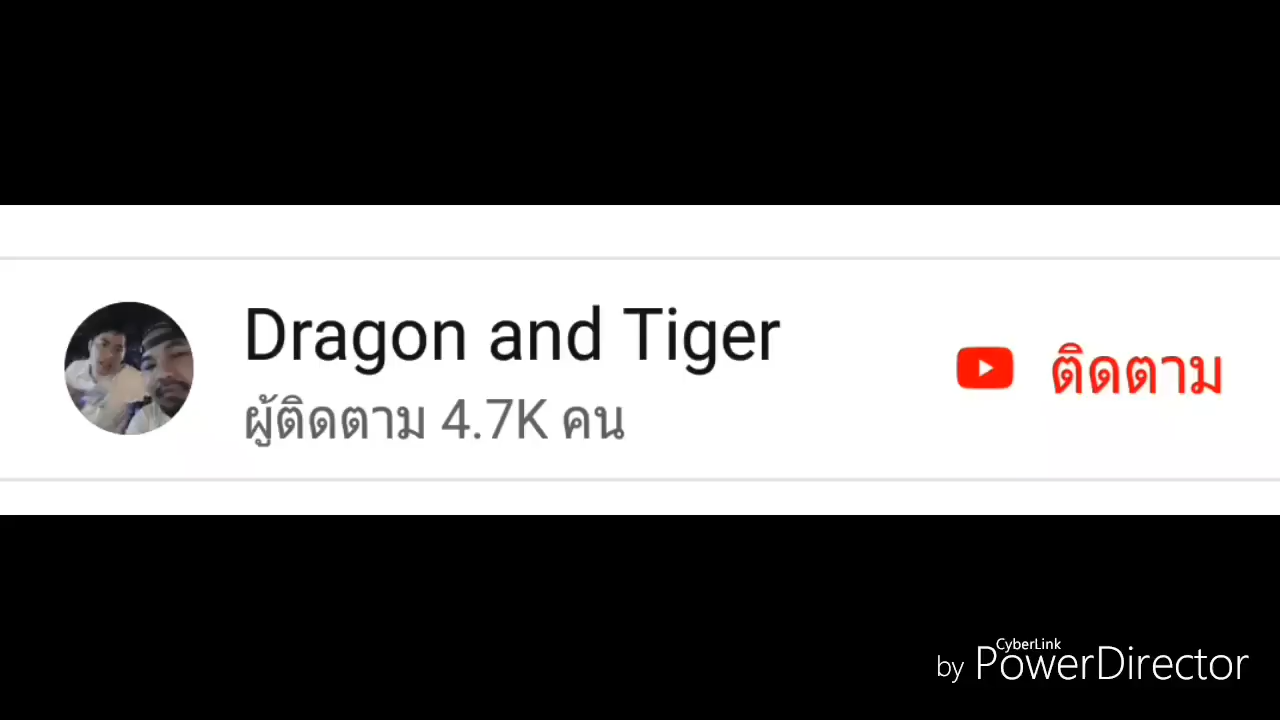 Dragon and Tiger
ผู้ติดตาม 4.7K คน
ติดตาม
CyberLink
by PowerDirector